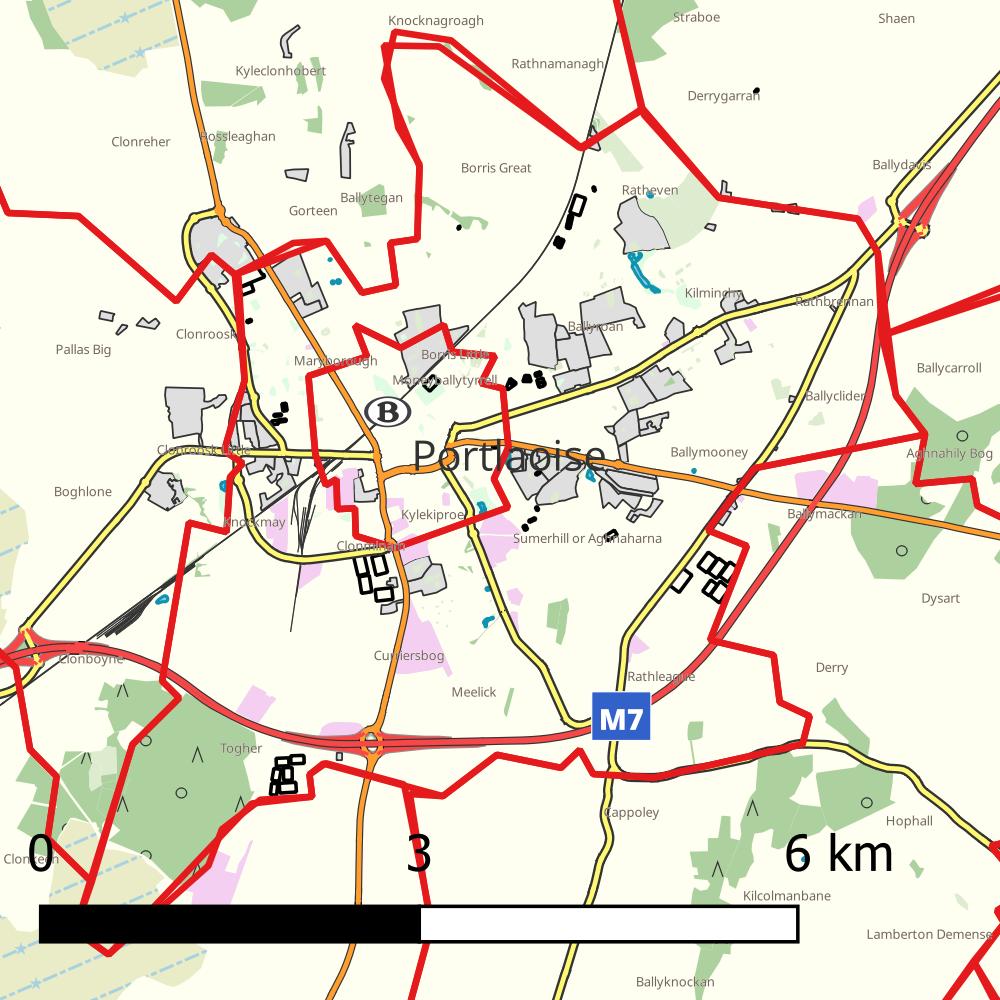 Straboe
Shaen
Knocknagroagh
Rathnamanagh
Kyleclonhobert
Derrygarran
Clonreher
Rossleaghan
Borris Great
Ballydavis
Ratheven
Ballytegan
Gorteen
Kilminchy
Rathbrennan
Clonroosk
Ballyroan
Pallas Big
Borris Little
Maryborough
Ballycarroll
Moneyballytyrrell
Ballyclider
B
Clonroosk Little
Portlaoise
Ballymooney
Aghnahily Bog
Boghlone
Kylekiproe
Ballymackan
Knockmay
Sumerhill or Aghnaharna
Clonminam
Dysart
Clonboyne
Curriersbog
Derry
Rathleague
Meelick
M7
Togher
Cappoley
Hophall
Clonkeen
0
3
6 km
Kilcolmanbane
Lamberton Demesne
Ballyknockan